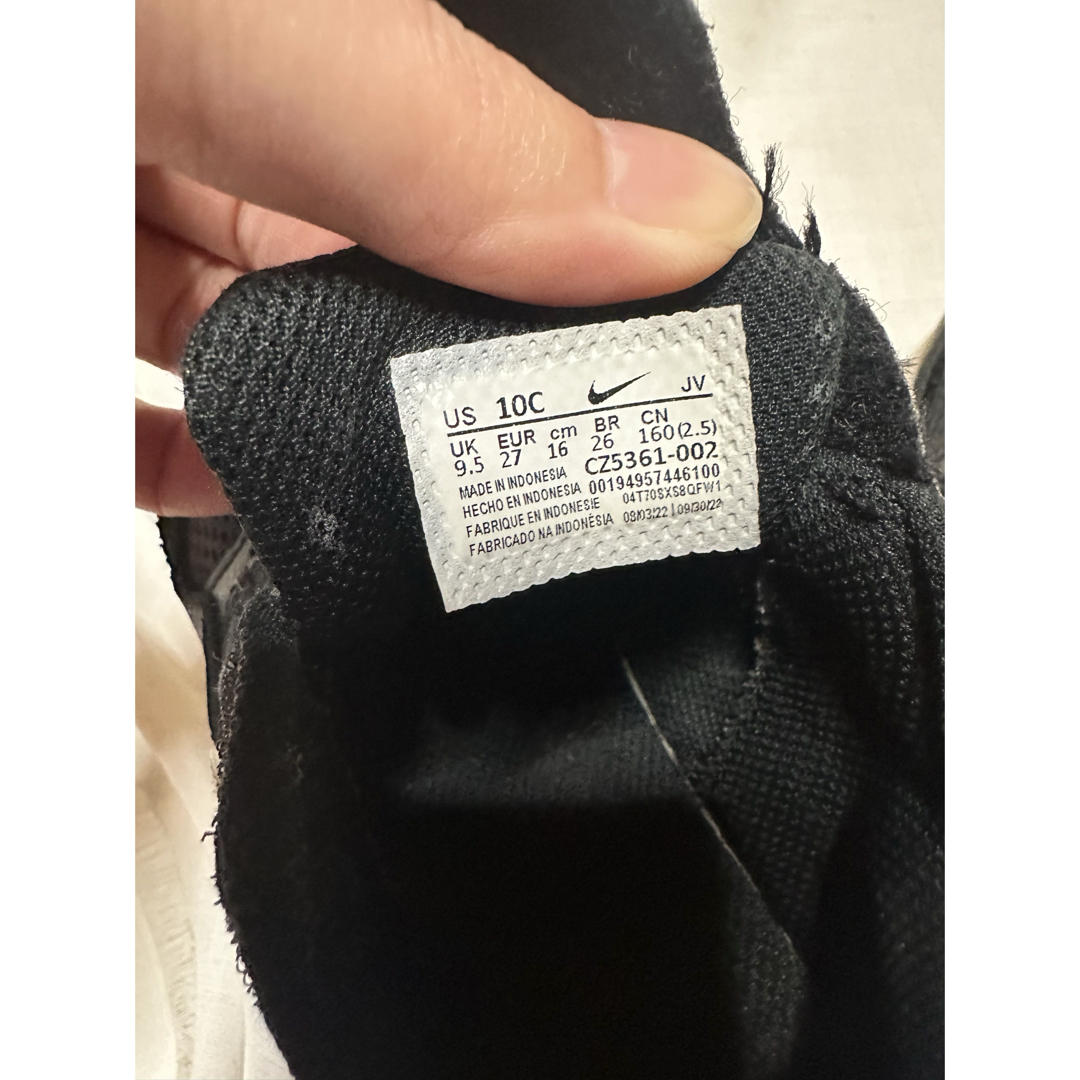 US 10C JV
UK EUR cm BR CN
9.5 27 16 26 160(2.5)
MADE IN INDONESIA CZ5361-002
HECHO EN INDONESIA 00194957446100
FABRIQUE EN INDONESIE 04T70SXS8QFW1
FABRICADO NA INDONÉSIA 08/03/22 | 09/30/22